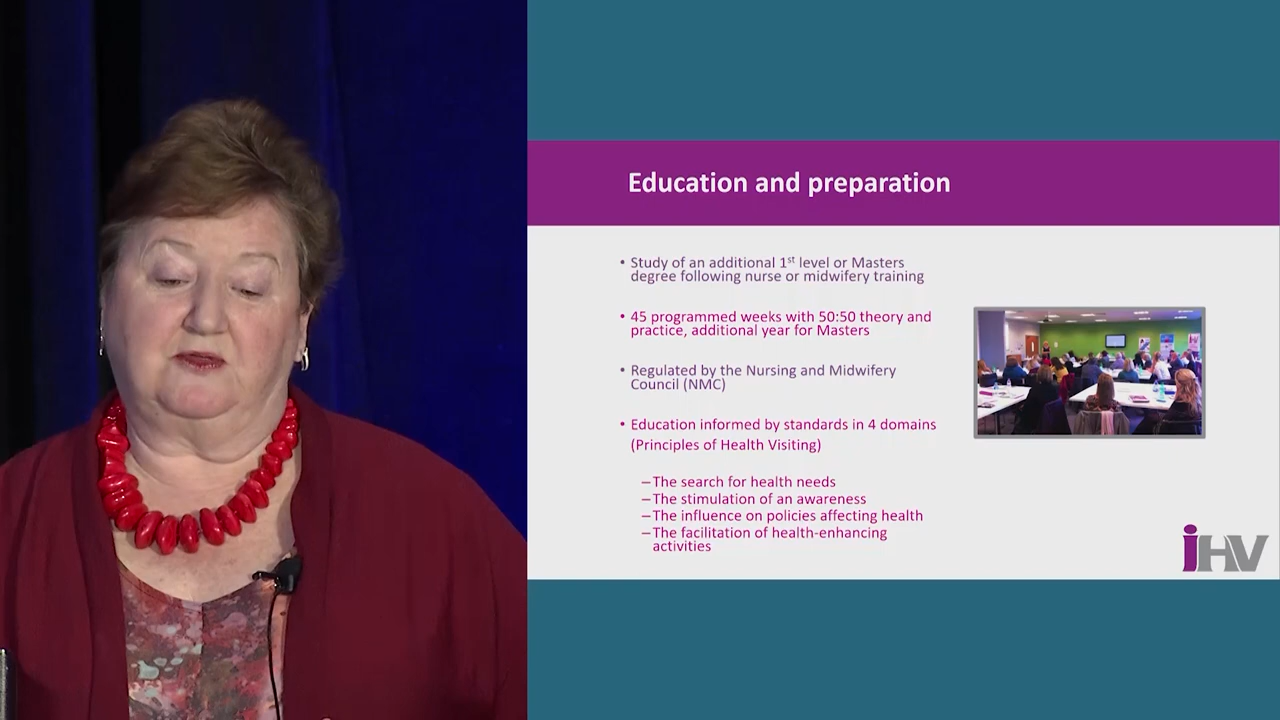 Education and preparation
• Study of an additional 1st level or Masters
degree following nurse or midwifery training
• 45 programmed weeks with 50:50 theory and
practice, additional year for Masters
• Regulated by the Nursing and Midwifery
Council (NMC)
• Education informed by standards in 4 domains
(Principles of Health Visiting)
–The search for health needs
–The stimulation of an awareness
–The influence on policies affecting health
–The facilitation of health-enhancing
activities
iHV